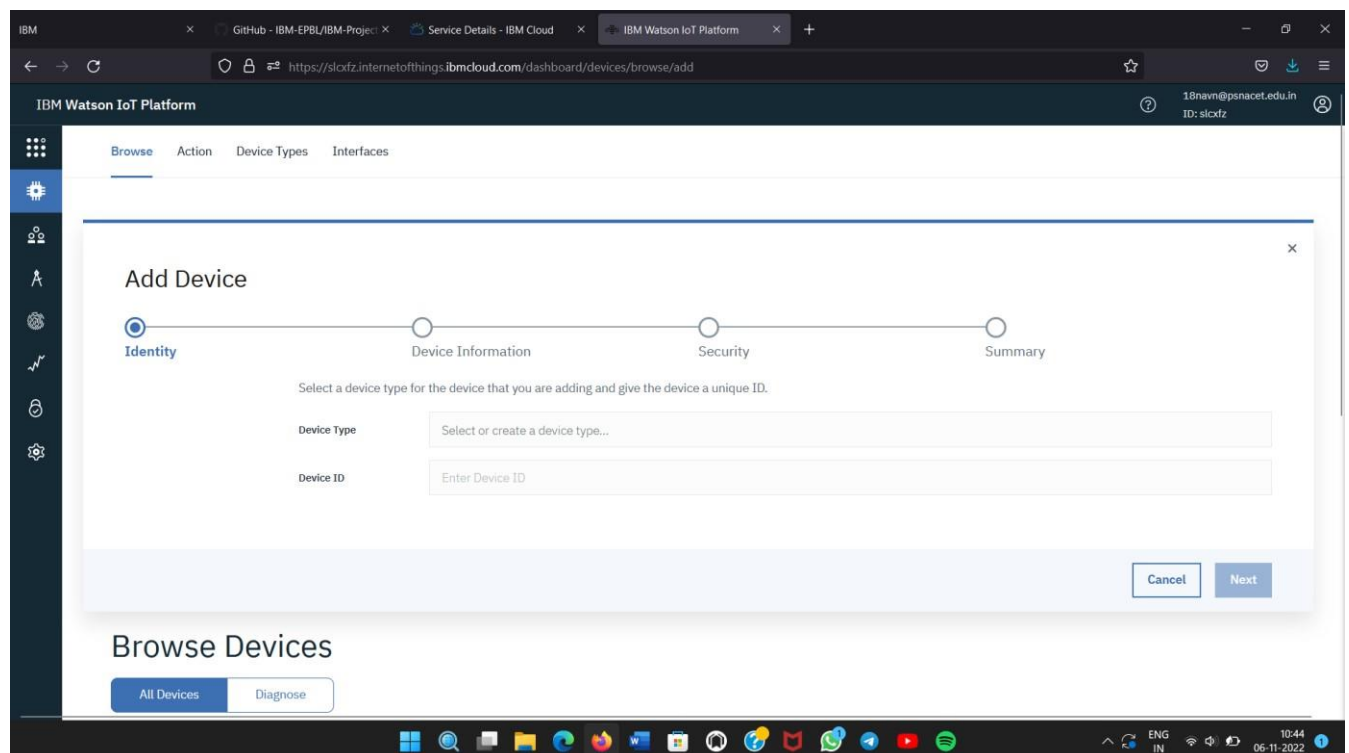 IBM
GitHub - IBM-EPBL/IBM-Project
Service Details - IBM Cloud
IBM Watson IoT Platform
https://slcxfz.internetofthings.ibmcloud.com/dashboard/devices/browse/add
IBM Watson IoT Platform
18navn@psnacet.edu.in
ID: slcxfz
Browse Action Device Types Interfaces
Add Device
Identity Device Information Security Summary
Select a device type for the device that you are adding and give the device a unique ID.
Device Type Select or create a device type...
Device ID Enter Device ID
Cancel Next
Browse Devices
All Devices Diagnose
ENG
IN
10:44
06-11-2022
1